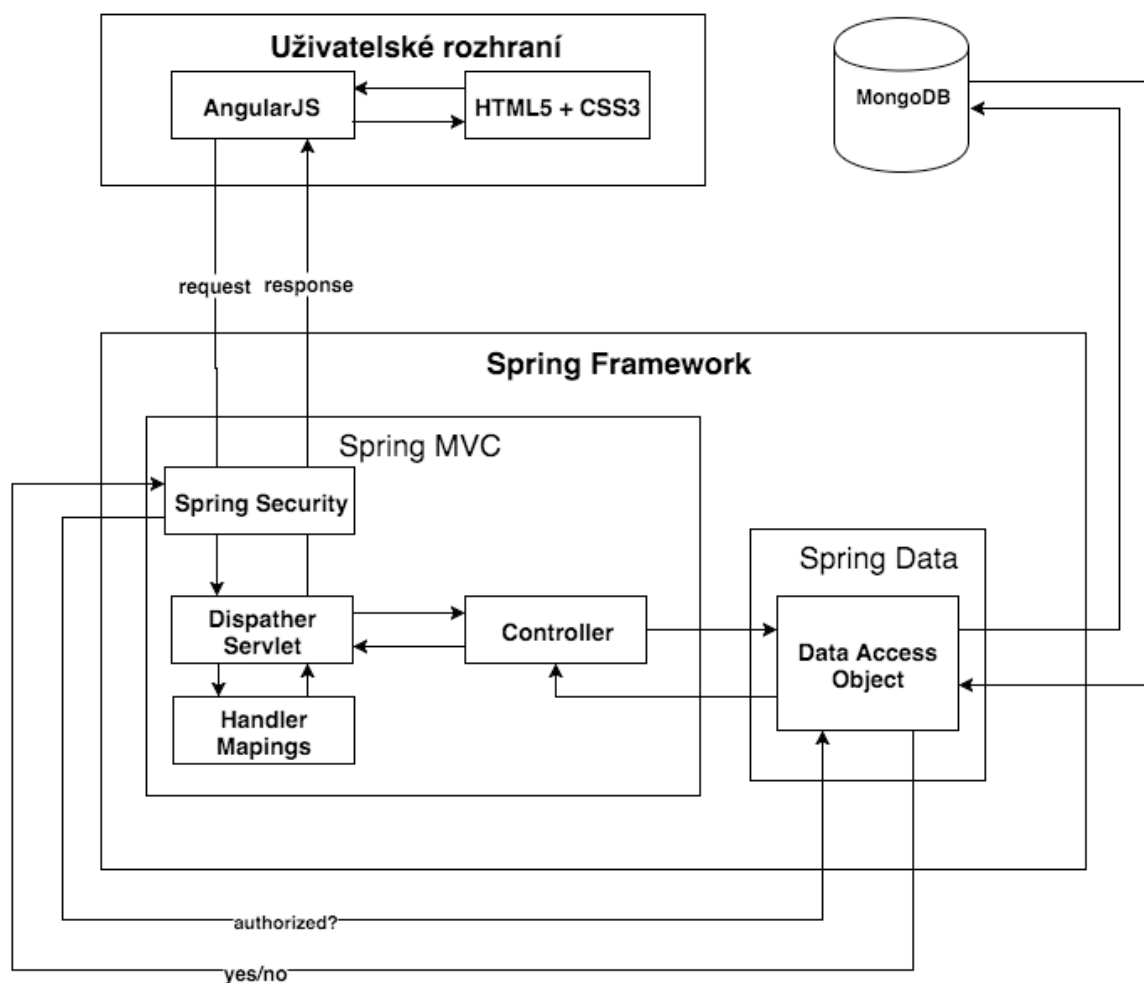 Uživatelské rozhraní
AngularJS
HTML5 + CSS3
MongoDB
request
response
Spring Framework
Spring MVC
Spring Security
Spring Data
Dispather
Servlet
Controller
Data Access
Object
Handler
Mapings
authorized?
yes/no